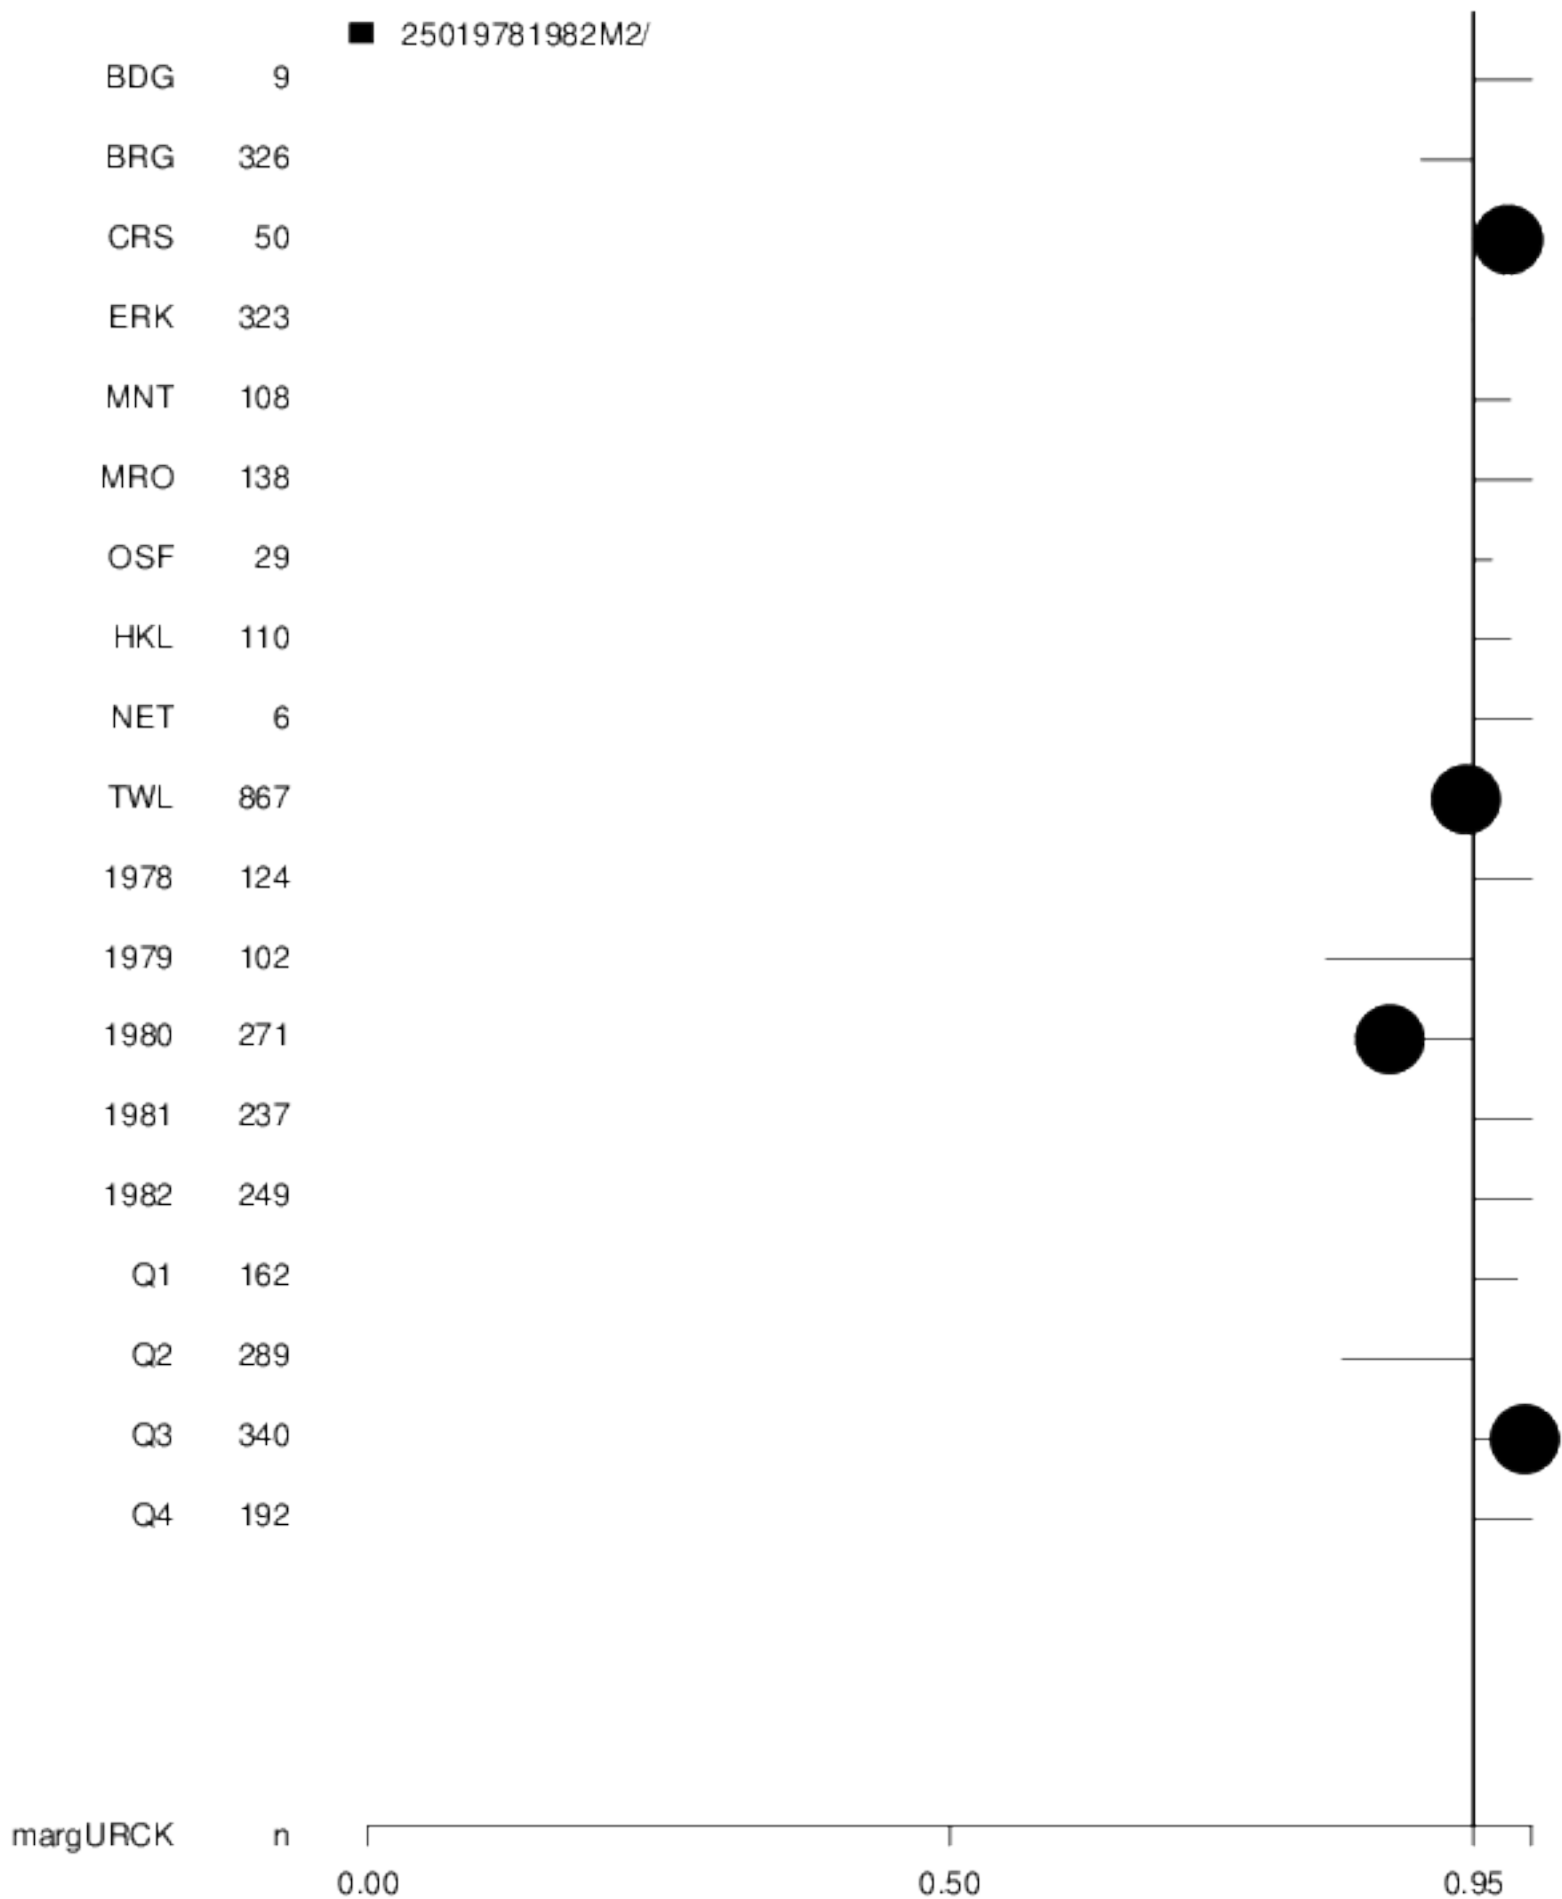 25019781982M2/
BDG 9
BRG 326
CRS 50
ERK 323
MNT 108
MRO 138
OSF 29
HKL 110
NET 6
TWL 867
1978 124
1979 102
1980 271
1981 237
1982 249
Q1 162
Q2 289
Q3 340
Q4 192
margURCK n
0.00 0.50 0.95